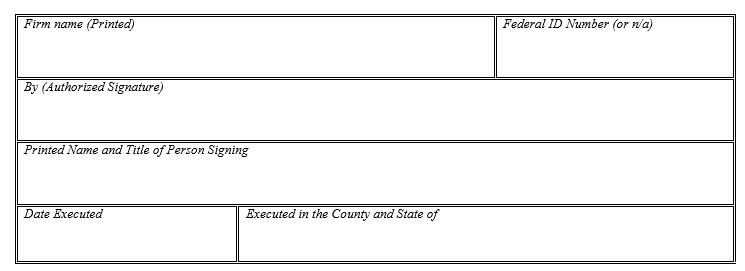 Firm name (Printed)
Federal ID Number (or n/a)
By (Authorized Signature)
Printed Name and Title of Person Signing
Date Executed
Executed in the County and State of